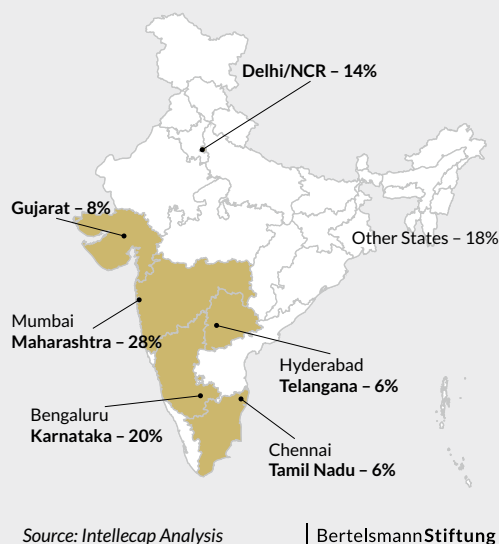 Delhi/NCR – 14%
Gujarat – 8%
Other States – 18%
Mumbai
Maharashtra – 28%
Hyderabad
Telangana – 6%
Bengaluru
Karnataka – 20%
Chennai
Tamil Nadu – 6%
Source: Intellecap Analysis
BertelsmannStiftung